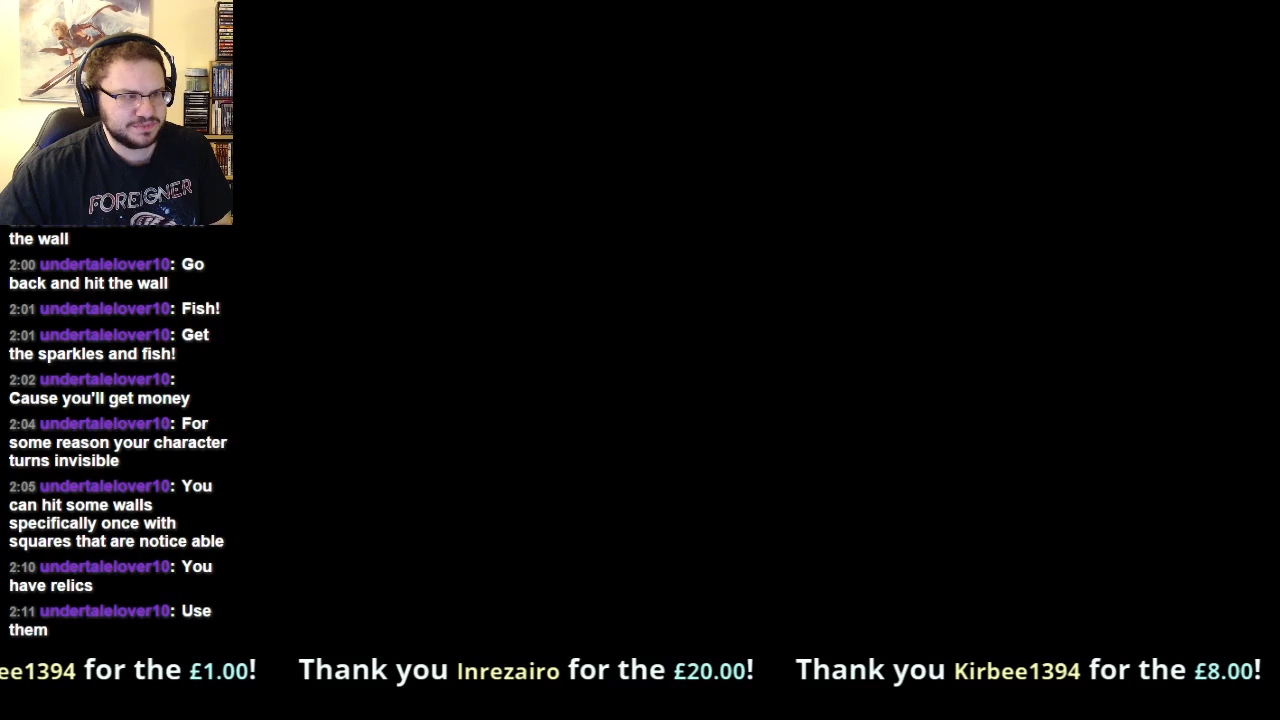 FOREIGNER
the wall
2:00 undertalelover10: Go
back and hit the wall
2:01 undertalelover10: Fish!
2:01 undertalelover10: Get
the sparkles and fish!
2:02 undertalelover10:
Cause you'll get money
2:04 undertalelover10: For
some reason your character
turns invisible
2:05 undertalelover10: You
can hit some walls
specifically once with
squares that are notice able
2:10 undertalelover10: You
have relics
2:11 undertalelover10: Use
them
ee1394 for the £1.00! Thank you Inrezairo for the £20.00! Thank you Kirbee1394 for the £8.00!